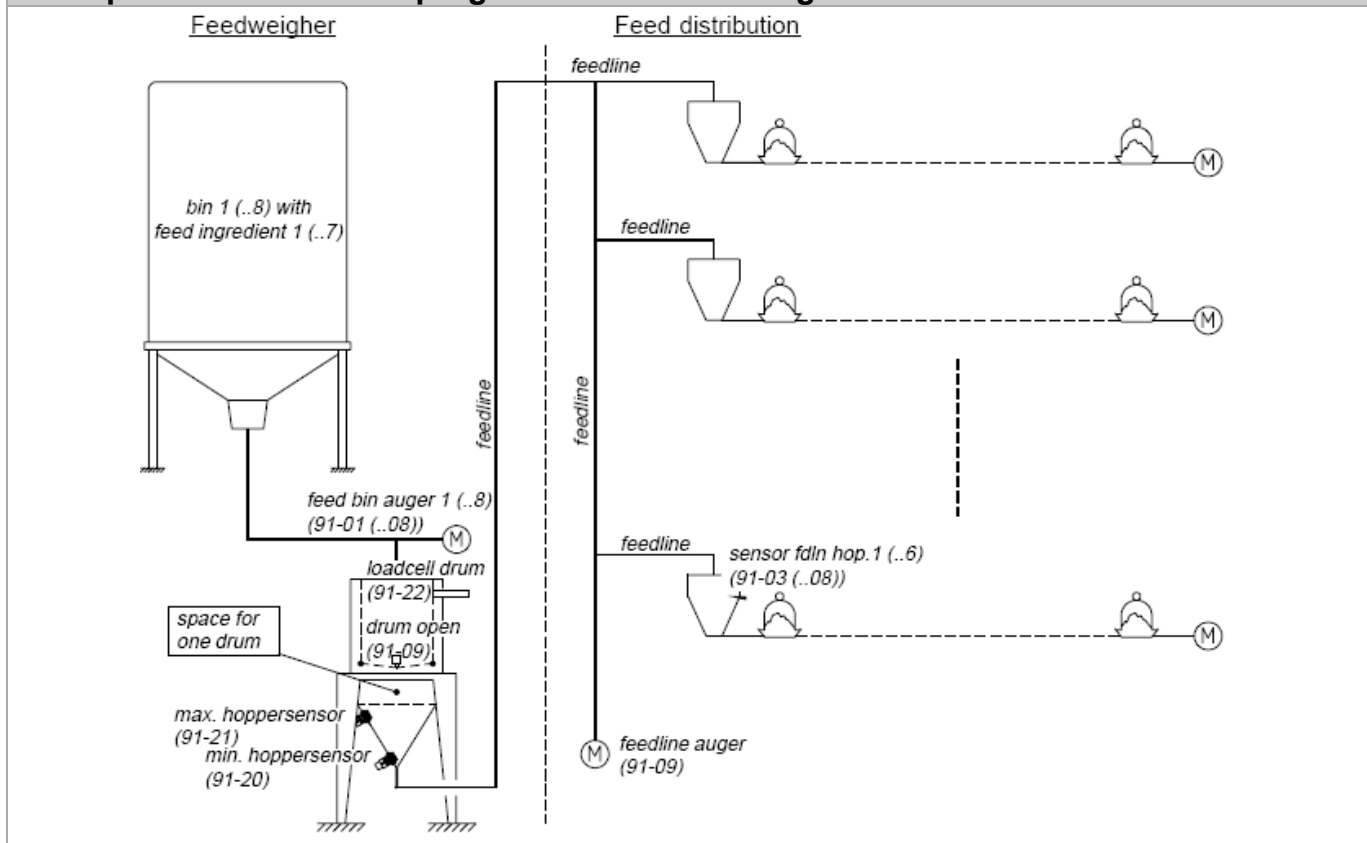 Feedweigher
Feed distribution
feedline
bin 1 (..8) with
feed ingredient 1 (..7)
feedline
feedline
feedline
feed bin auger 1 (..8)
(91-01 (..08))
M
loadcell drum
(91-22)
drum open
(91-09)
space for
one drum
max. hoppersensor
(91-21)
min. hoppersensor
(91-20)
M
M
feedline
sensor fdln hop.1 (..6)
(91-03 (..08))
M
M
feedline auger
(91-09)